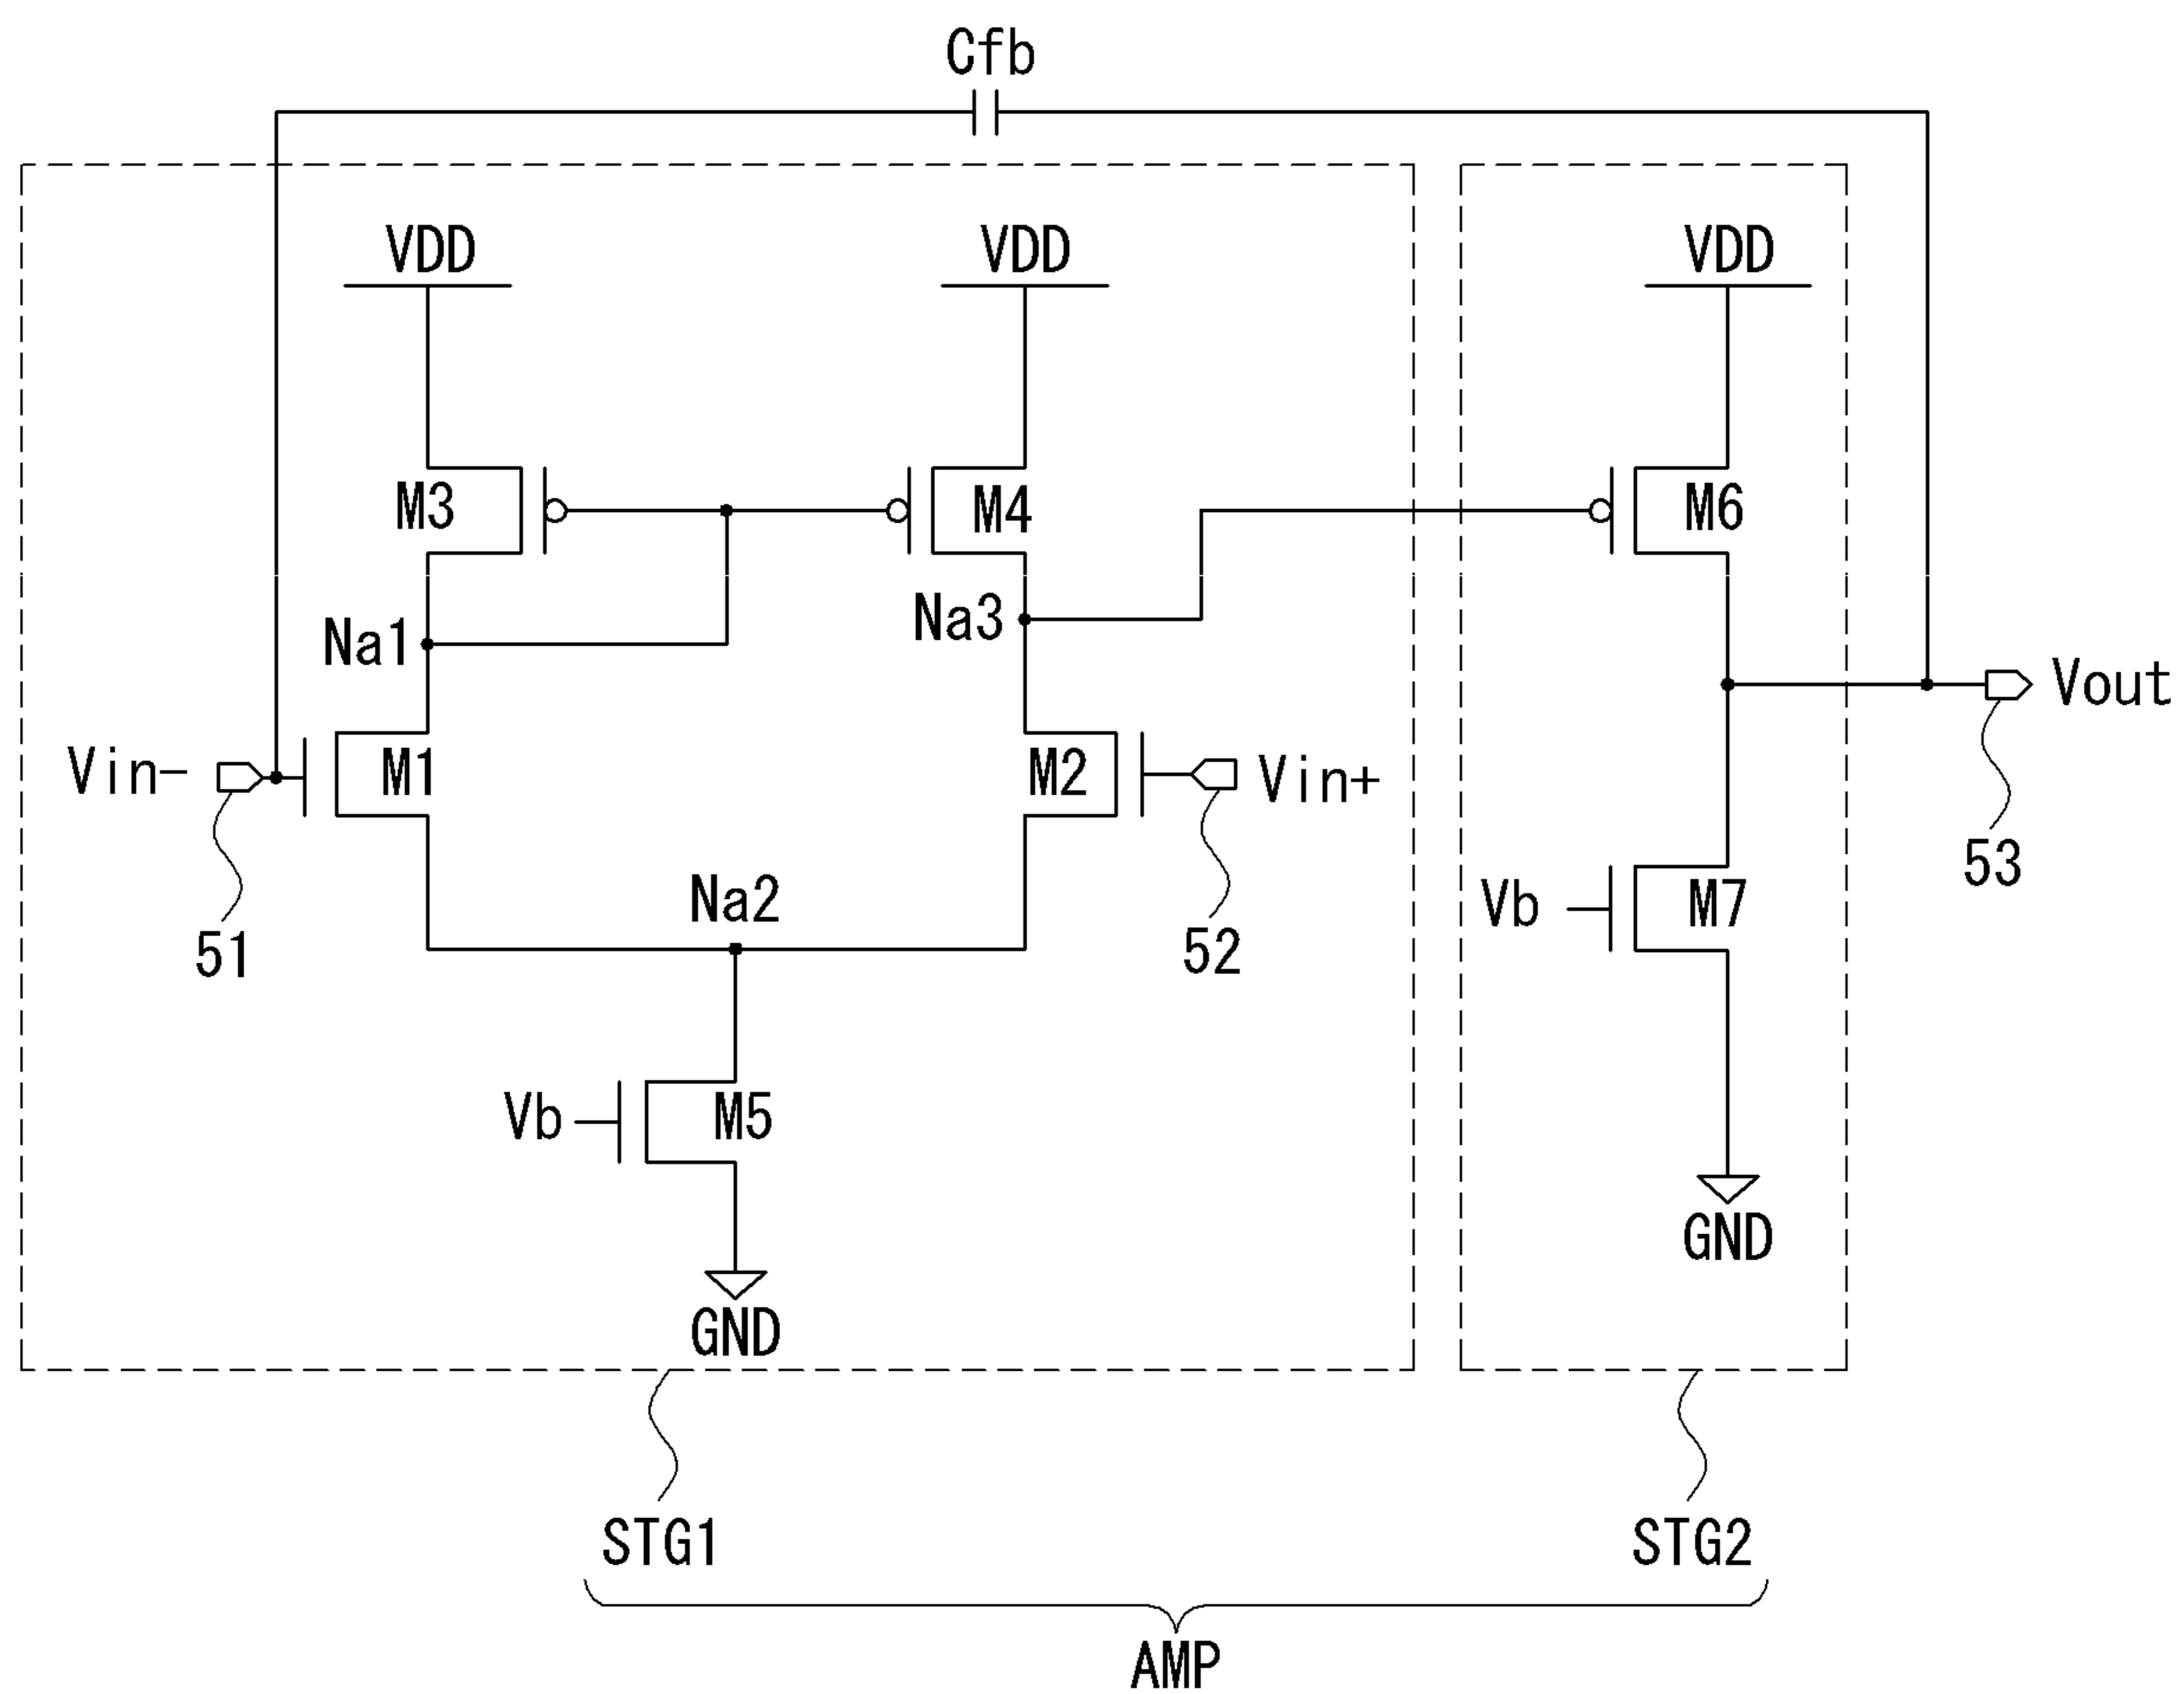 Cfb
VDD VDD VDD
M3 M4 M6
Na1 Na3
Vin- M1 M2 Vin+ Vout
51 Na2 52 Vb M7 53
Vb M5
GND
GND
STG1 STG2
AMP